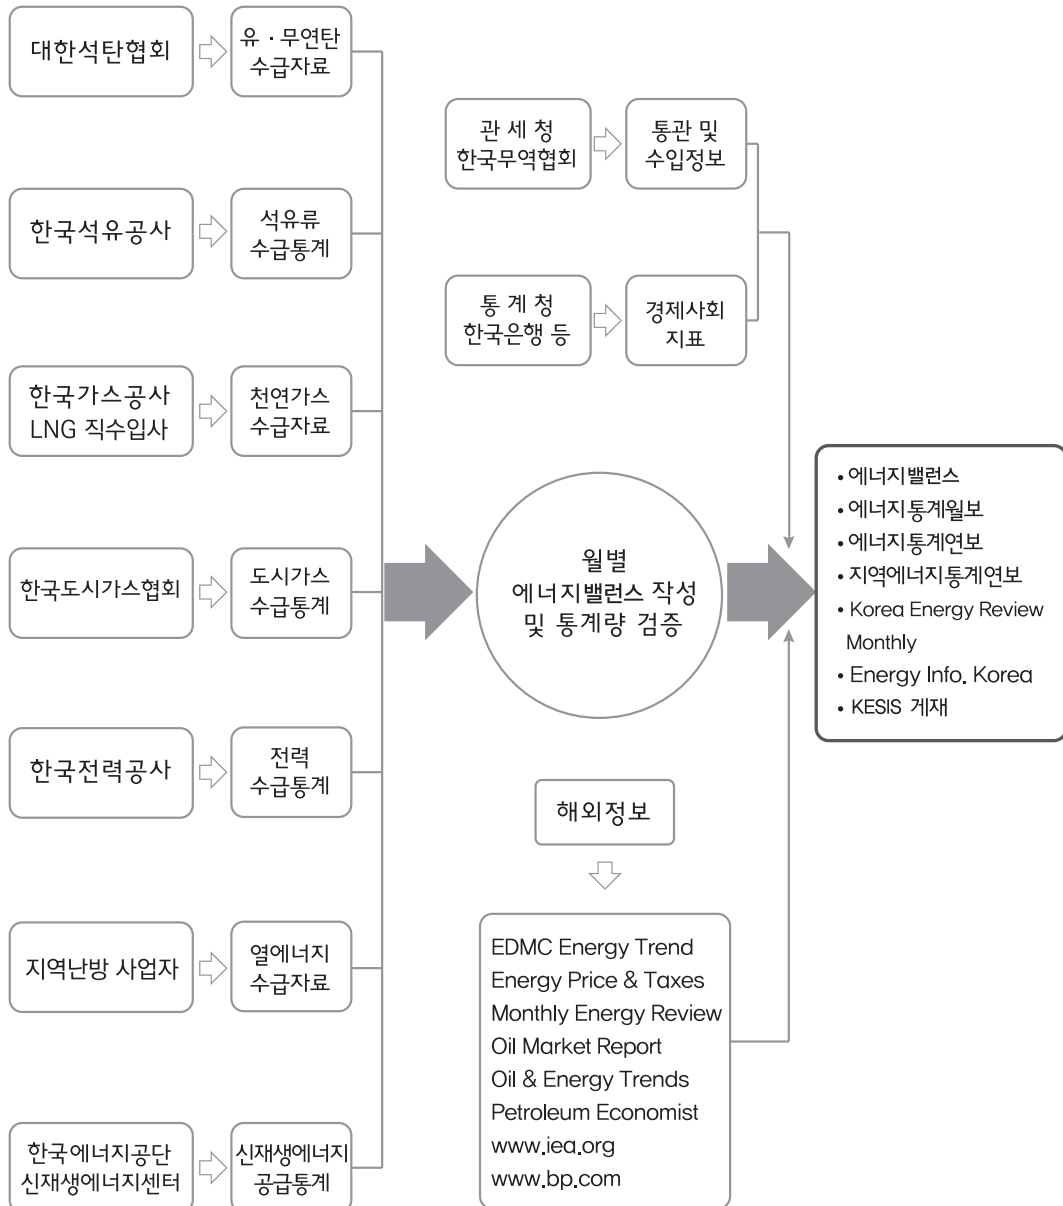 대한석탄협회
유 · 무연탄
수급자료
한국석유공사
석유류
수급통계
한국가스공사
LNG 직수입사
천연가스
수급자료
한국도시가스협회
도시가스
수급통계
한국전력공사
전력
수급통계
지역난방 사업자
열에너지
수급자료
한국에너지공단
신재생에너지센터
신재생에너지
공급통계
관 세 청
한국무역협회
통관 및
수입정보
통 계 청
한국은행 등
경제사회
지표
월별
에너지밸런스 작성
및 통계량 검증
해외정보
EDMC Energy Trend
Energy Price & Taxes
Monthly Energy Review
Oil Market Report
Oil & Energy Trends
Petroleum Economist
www.iea.org
www.bp.com
• 에너지밸런스
• 에너지통계월보
• 에너지통계연보
• 지역에너지통계연보
• Korea Energy Review
Monthly
• Energy Info. Korea
• KESIS 게재